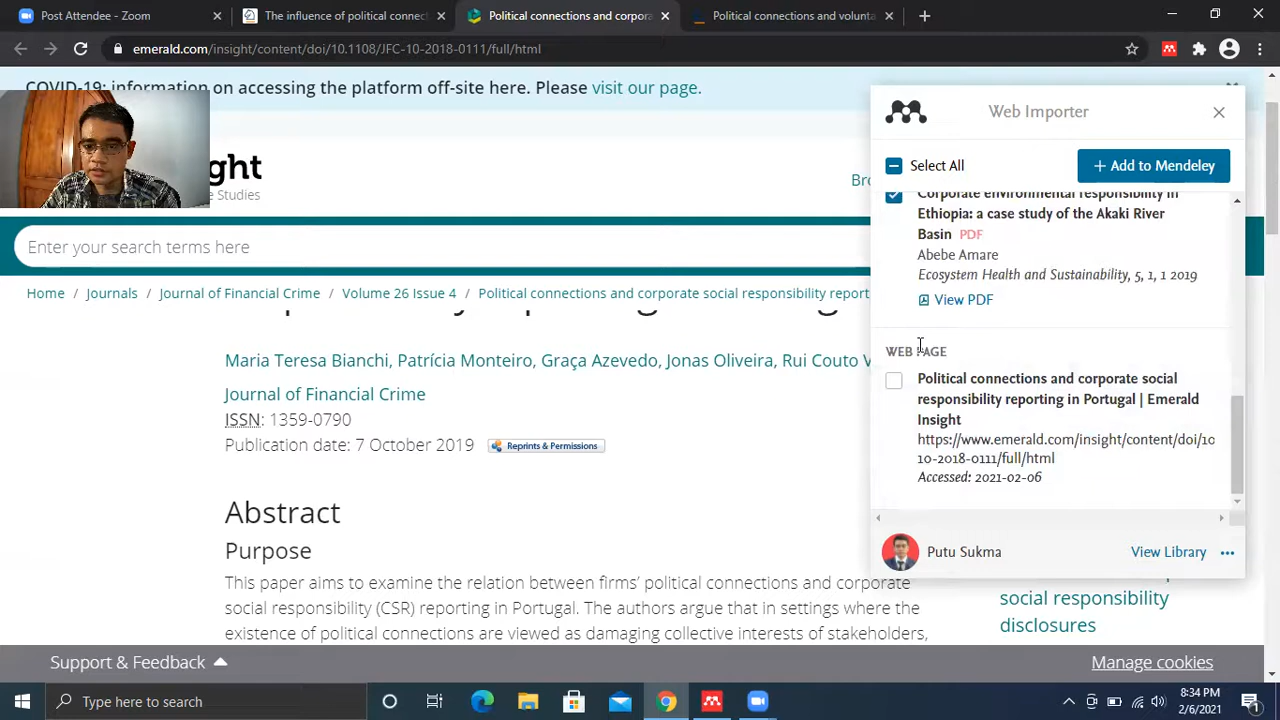 Post Attendee - Zoom
The influence of political connec
Political connections and corpora
Political connections and volunta
emerald.com/insight/content/doi/10.1108/JFC-10-2018-0111/full/html
COVID-19: information on accessing the platform off-site here. Please visit our page.
ght
e Studies
Bro
Enter your search terms here
Home / Journals / Journal of Financial Crime / Volume 26 Issue 4 / Political connections and corporate social responsibility report
Maria Teresa Bianchi, Patrícia Monteiro, Graça Azevedo, Jonas Oliveira, Rui Couto V
Journal of Financial Crime
ISSN: 1359-0790
Publication date: 7 October 2019
Reprints & Permissions
Abstract
Purpose
This paper aims to examine the relation between firms' political connections and corporate
social responsibility (CSR) reporting in Portugal. The authors argue that in settings where the
existence of political connections are viewed as damaging collective interests of stakeholders,
social responsibility
disclosures
Web Importer
Select All
+ Add to Mendeley
Corporate environmental responsibility in
Ethiopia: a case study of the Akaki River
Basin PDF
Abebe Amare
Ecosystem Health and Sustainability, 5, 1, 1 2019
View PDF
WEB PAGE
Political connections and corporate social
responsibility reporting in Portugal | Emerald
Insight
https://www.emerald.com/insight/content/doi/10
10-2018-0111/full/html
Accessed: 2021-02-06
Putu Sukma
View Library
Support & Feedback
Manage cookies
Type here to search
8:34 PM
2/6/2021
1